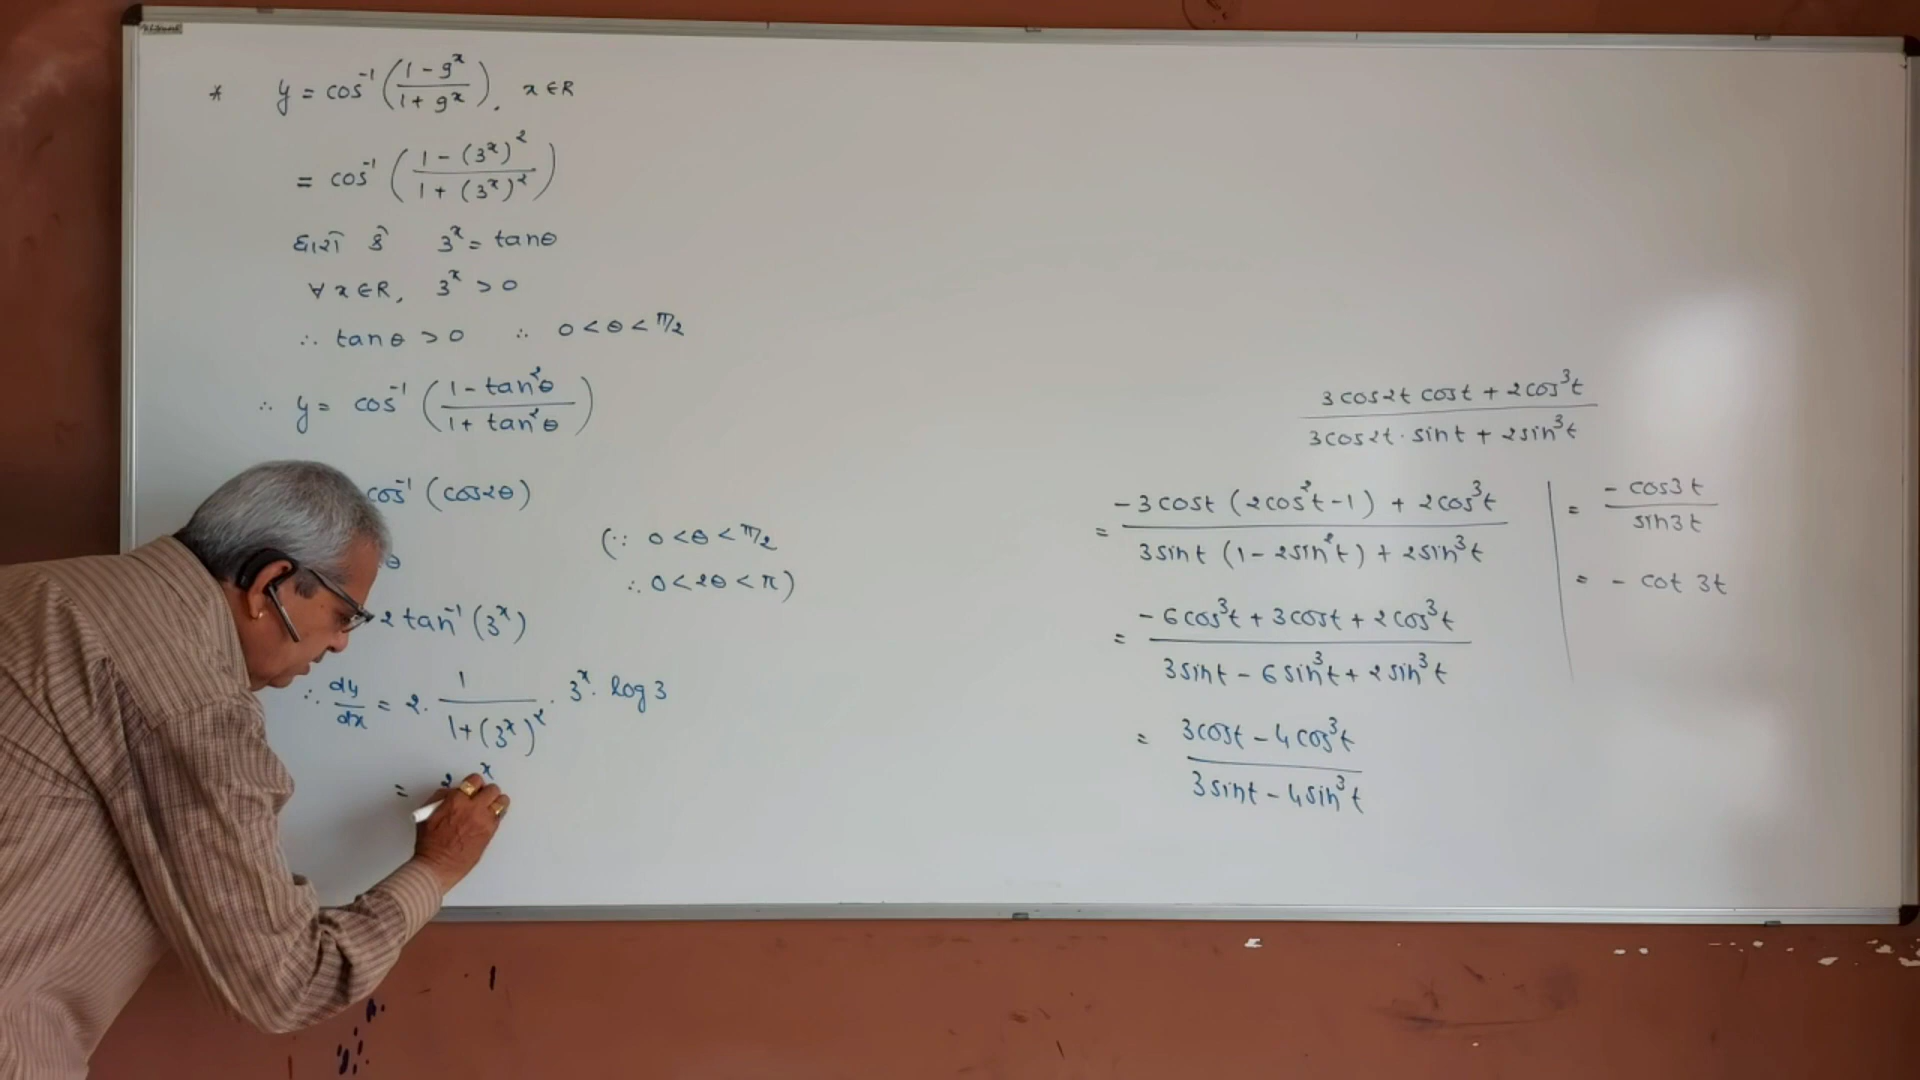 * y = cos⁻¹ ( (1 - 9ˣ) / (1 + 9ˣ) ), x ∈ R
= cos⁻¹ ( (1 - (3ˣ)²) / (1 + (3ˣ)²) )
ધારો કે 3ˣ = tanθ
∀ x ∈ R, 3ˣ > 0
∴ tanθ > 0 ∴ 0 < θ < π/2
∴ y = cos⁻¹ ( (1 - tan²θ) / (1 + tan²θ) )
cos⁻¹ (cos2θ)
θ (∵ 0 < θ < π/2
∴ 0 < 2θ < π)
2 tan⁻¹ (3ˣ)
∴ dy/dx = 2 · 1 / (1 + (3ˣ)²) · 3ˣ · log 3
= 2 x
(3cos2t cost + 2cos³t) / (3cos2t · sint + 2sin³t)
= (-3cost (2cos²t - 1) + 2cos³t) / (3sint (1 - 2sin²t) + 2sin³t)
= (-6cos³t + 3cost + 2cos³t) / (3sint - 6sin³t + 2sin³t)
= (3cost - 4cos³t) / (3sint - 4sin³t)
= - cos3t / sin3t
= - cot 3t